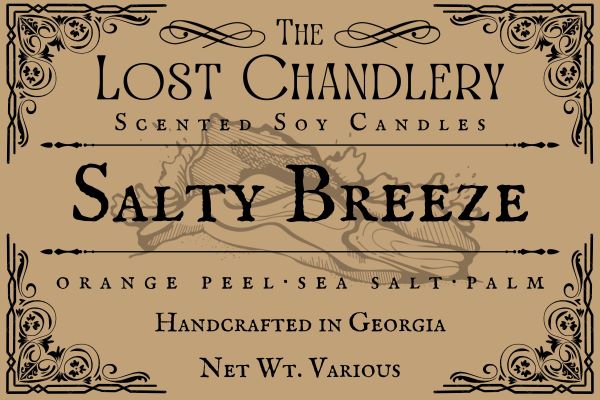 The
Lost Chandlery
Scented Soy Candles
Salty Breeze
orange peel·sea salt·palm
Handcrafted in Georgia
Net Wt. Various